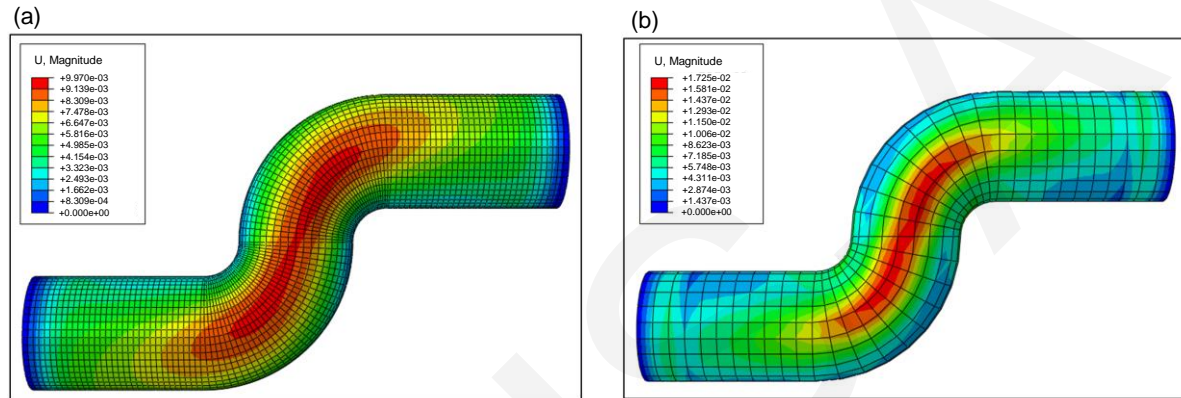 (a)
U, Magnitude
+9.970e-03
+9.139e-03
+8.309e-03
+7.478e-03
+6.647e-03
+5.816e-03
+4.985e-03
+4.154e-03
+3.323e-03
+2.493e-03
+1.662e-03
+8.309e-04
+0.000e+00
(b)
U, Magnitude
+1.725e-02
+1.581e-02
+1.437e-02
+1.293e-02
+1.150e-02
+1.006e-02
+8.623e-03
+7.185e-03
+5.748e-03
+4.311e-03
+2.874e-03
+1.437e-03
+0.000e+00